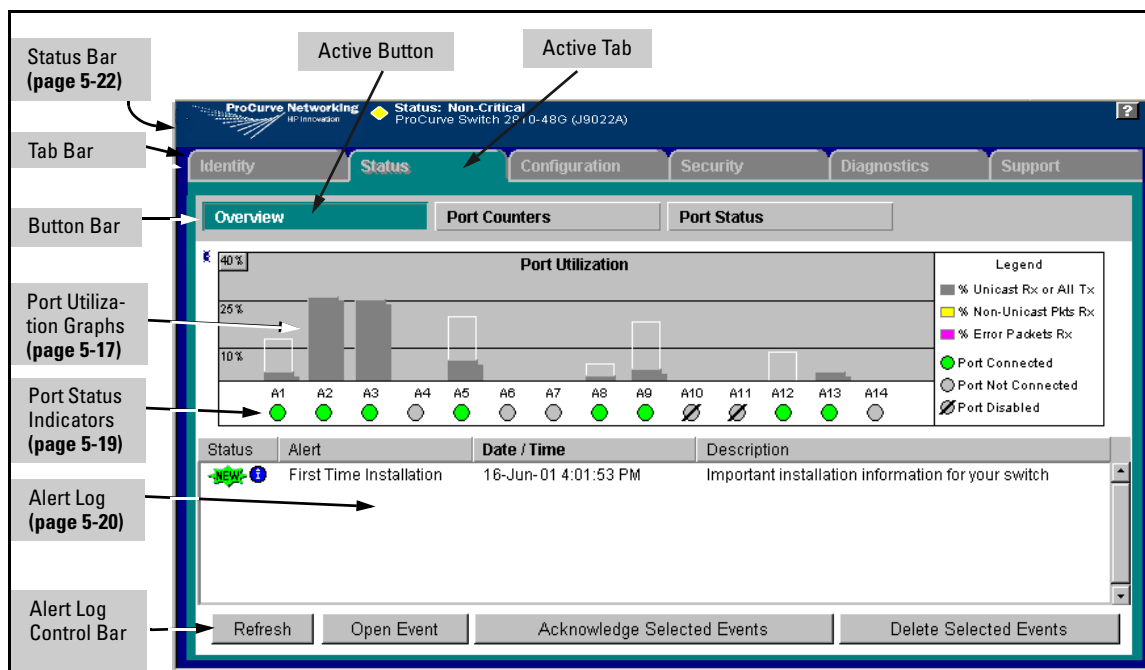 Status Bar
(page 5-22)
Active Button
Active Tab
ProCurve Networking
HP Innovation
Status: Non-Critical
ProCurve Switch 2810-48G (J9022A)
?
Tab Bar
Identity
Status
Configuration
Security
Diagnostics
Support
Button Bar
Overview
Port Counters
Port Status
Port Utiliza-
tion Graphs
(page 5-17)
40%
25%
10%
Port Utilization
Legend
% Unicast Rx or All Tx
% Non-Unicast Pkts Rx
% Error Packets Rx
Port Connected
Port Not Connected
Port Disabled
Port Status
Indicators
(page 5-19)
A1 A2 A3 A4 A5 A6 A7 A8 A9 A10 A11 A12 A13 A14
Status Alert Date / Time Description
NEW! i First Time Installation 16-Jun-01 4:01:53 PM Important installation information for your switch
Alert Log
(page 5-20)
Alert Log
Control Bar
Refresh
Open Event
Acknowledge Selected Events
Delete Selected Events